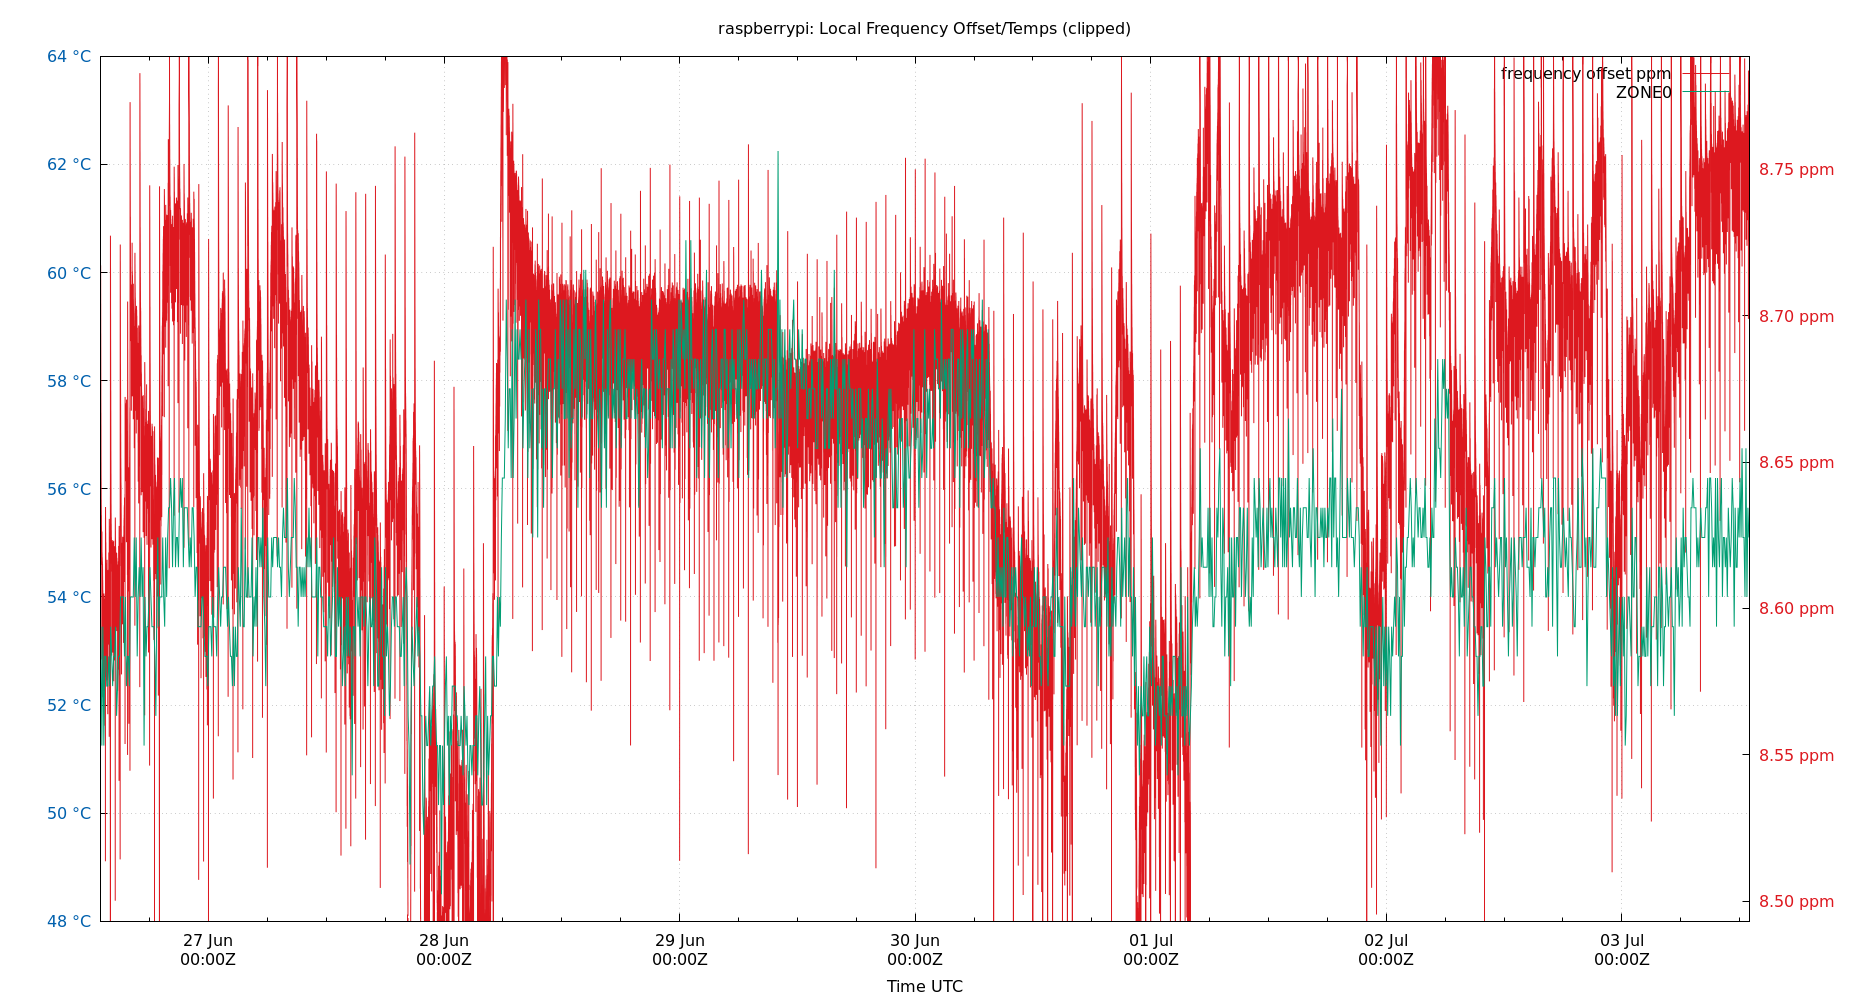 raspberrypi: Local Frequency Offset/Temps (clipped)
64 °C
62 °C
60 °C
58 °C
56 °C
54 °C
52 °C
50 °C
48 °C
frequency offset ppm
ZONE0
8.75 ppm
8.70 ppm
8.65 ppm
8.60 ppm
8.55 ppm
8.50 ppm
27 Jun
00:00Z
28 Jun
00:00Z
29 Jun
00:00Z
30 Jun
00:00Z
01 Jul
00:00Z
02 Jul
00:00Z
03 Jul
00:00Z
Time UTC